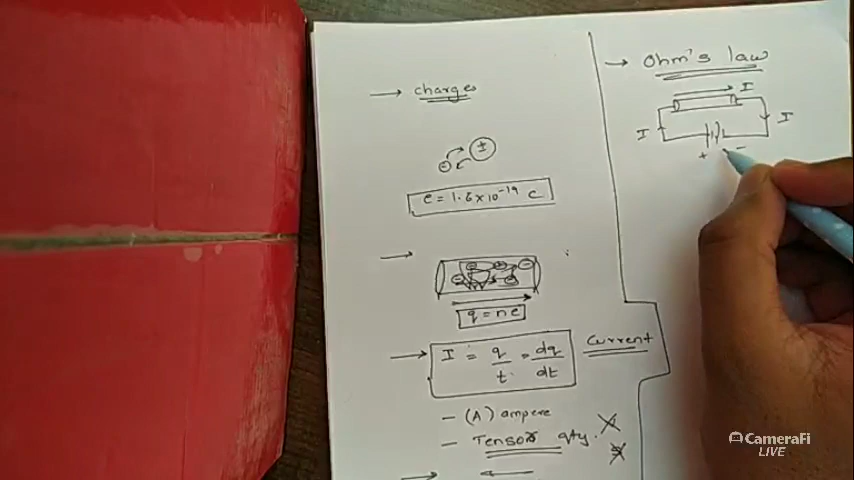 → charges
±
e = 1.6 × 10⁻¹⁹ C
→
q = ne
→ I = q/t = dq/dt Current
– (A) ampere
– Tensor qty.
→ Ohm's law
I
I I
+ –
CameraFi
LIVE